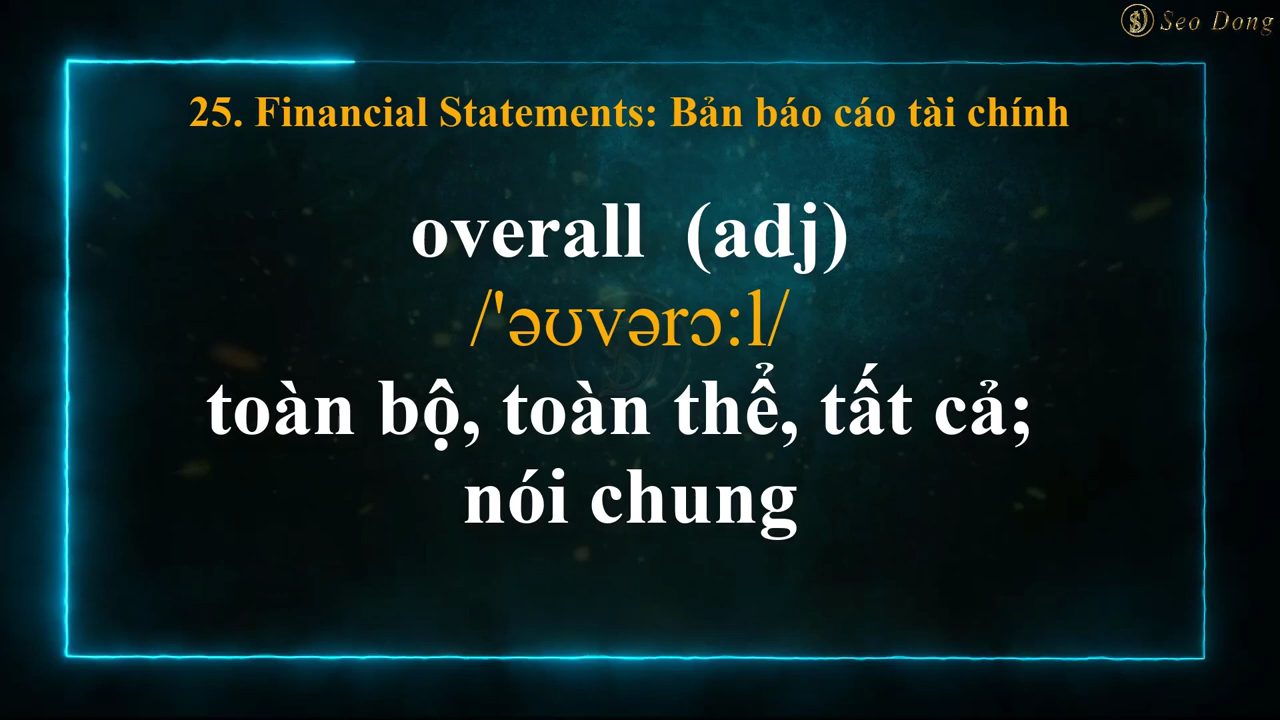 Seo Dong
25. Financial Statements: Bản báo cáo tài chính
overall (adj)
/'əʊvərɔ:l/
toàn bộ, toàn thể, tất cả;
nói chung